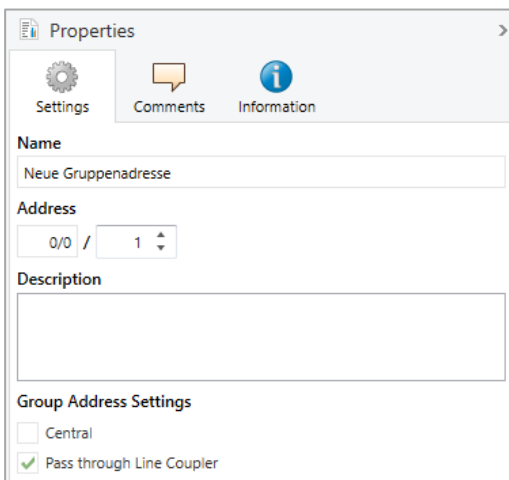 Properties
Settings Comments Information
Name
Neue Gruppenadresse
Address
0/0 / 1
Description
Group Address Settings
Central
Pass through Line Coupler